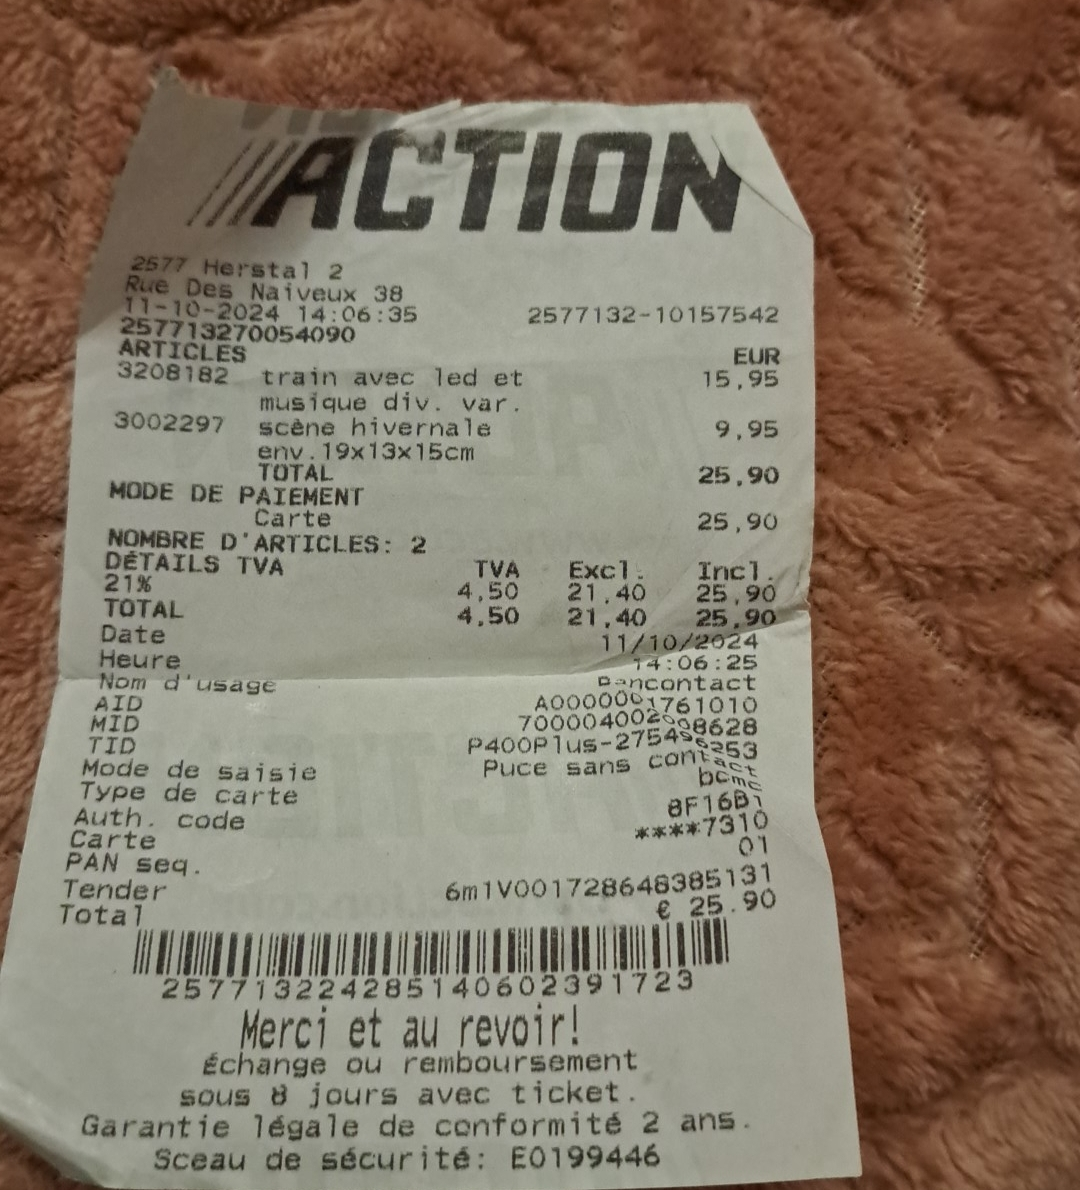 ACTION
2577 Herstal 2
Rue Des Naiveux 38
11-10-2024 14:06:35 2577132-10157542
257713270054090
ARTICLES EUR
3208182 train avec led et 15,95
musique div. var.
3002297 scène hivernale 9,95
env.19x13x15cm
TOTAL 25,90
MODE DE PAIEMENT
Carte 25,90
NOMBRE D'ARTICLES: 2
DÉTAILS TVA TVA Excl. Incl.
21% 4,50 21,40 25,90
TOTAL 4,50 21,40 25,90
Date 11/10/2024
Heure 14:06:25
Nom d'usage Bancontact
AID A0000001761010
MID
TID
Mode de saisie Puce sans contact
Type de carte bcmc
Auth. code
Carte ****7310
PAN seq. 01
Tender 6m1V001728648385131
Total € 25.90
257713224285140602391723
Merci et au revoir!
Échange ou remboursement
sous 8 jours avec ticket.
Garantie légale de conformité 2 ans.
Sceau de sécurité: E0199446